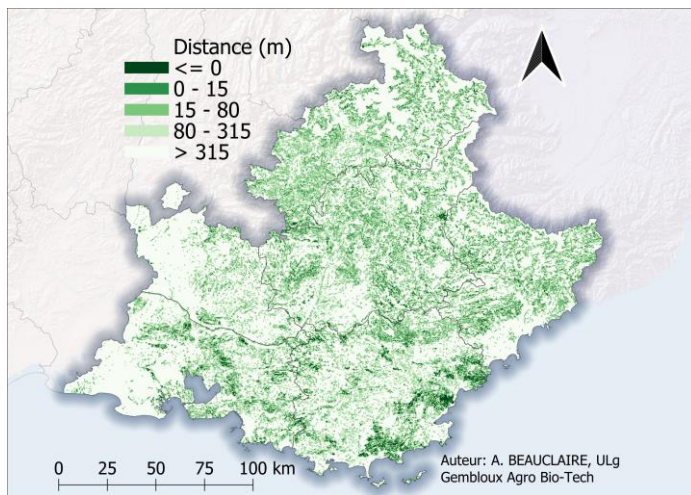 Distance (m)
<= 0
0 - 15
15 - 80
80 - 315
> 315
0 25 50 75 100 km
Auteur: A. BEAUCLAIRE, ULg
Gembloux Agro Bio-Tech